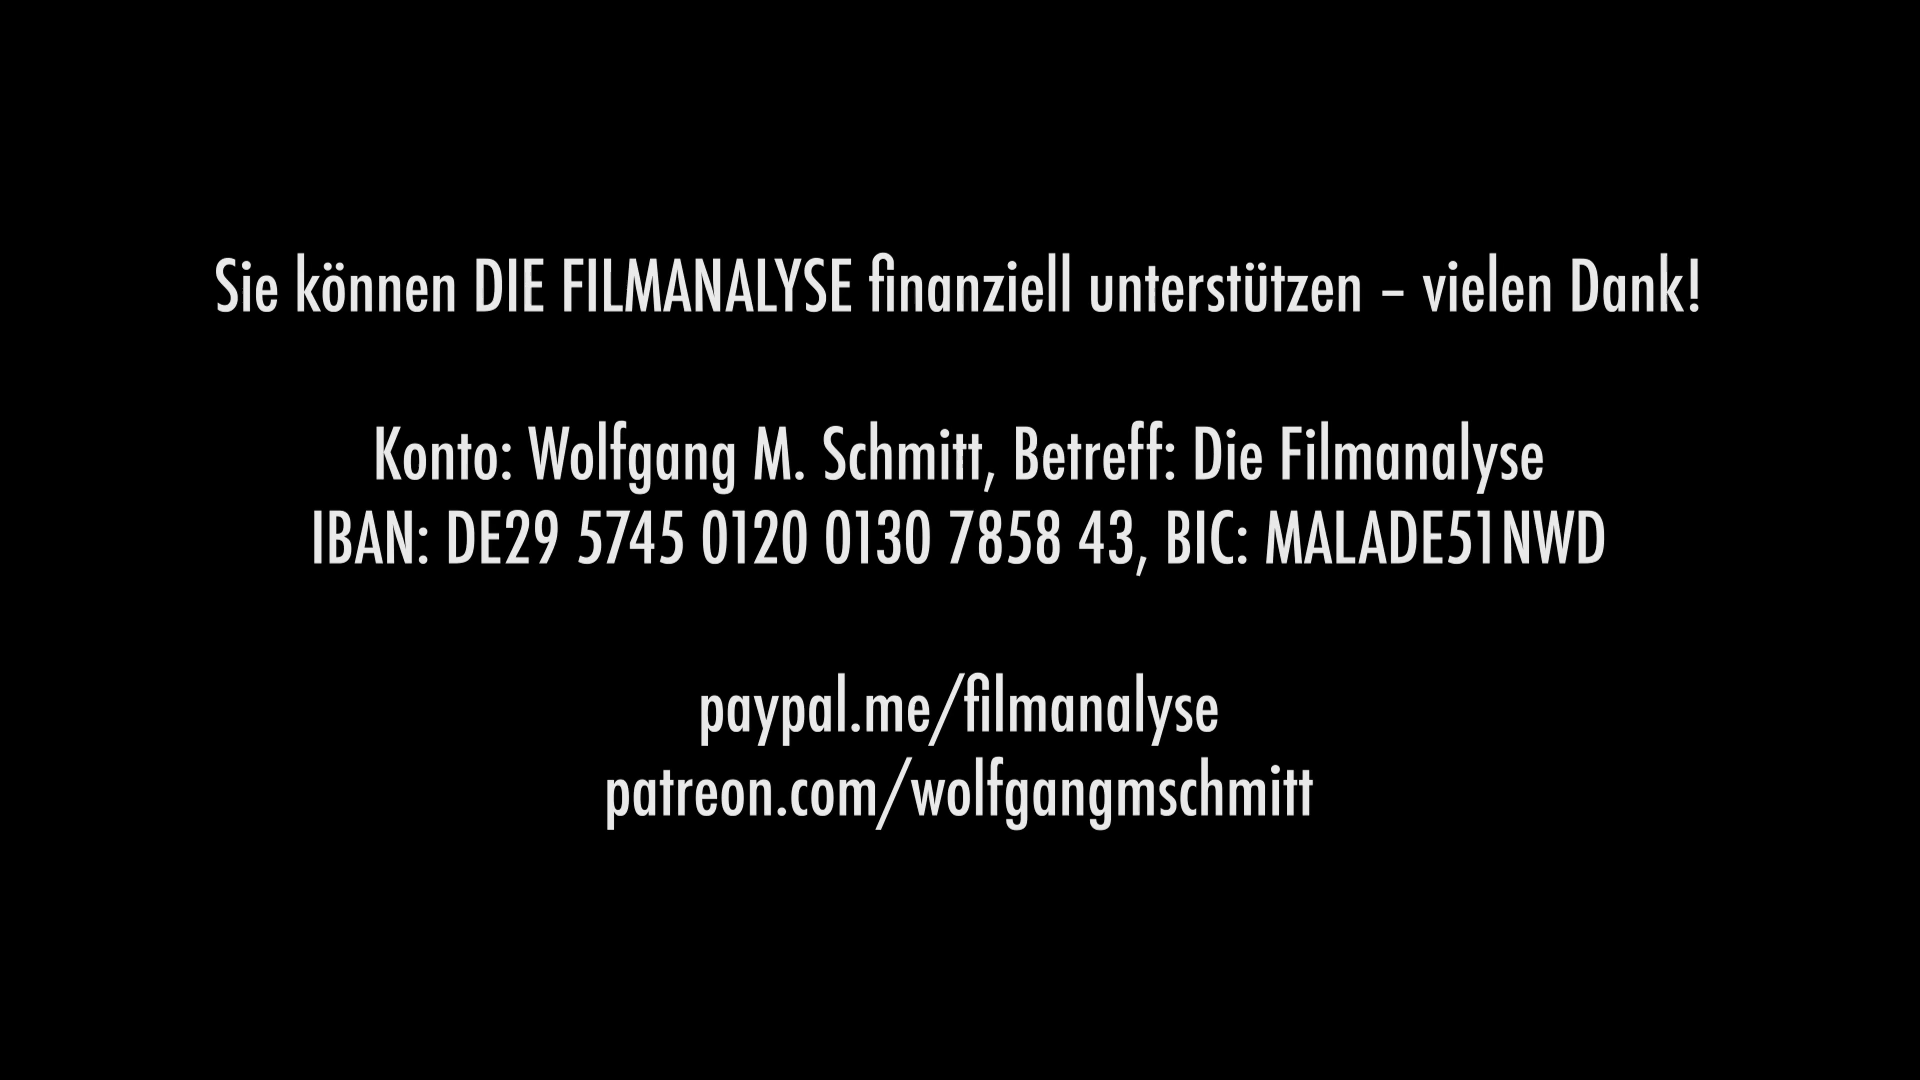 Sie können DIE FILMANALYSE finanziell unterstützen – vielen Dank!
Konto: Wolfgang M. Schmitt, Betreff: Die Filmanalyse
IBAN: DE29 5745 0120 0130 7858 43, BIC: MALADE51NWD
paypal.me/filmanalyse
patreon.com/wolfgangmschmitt